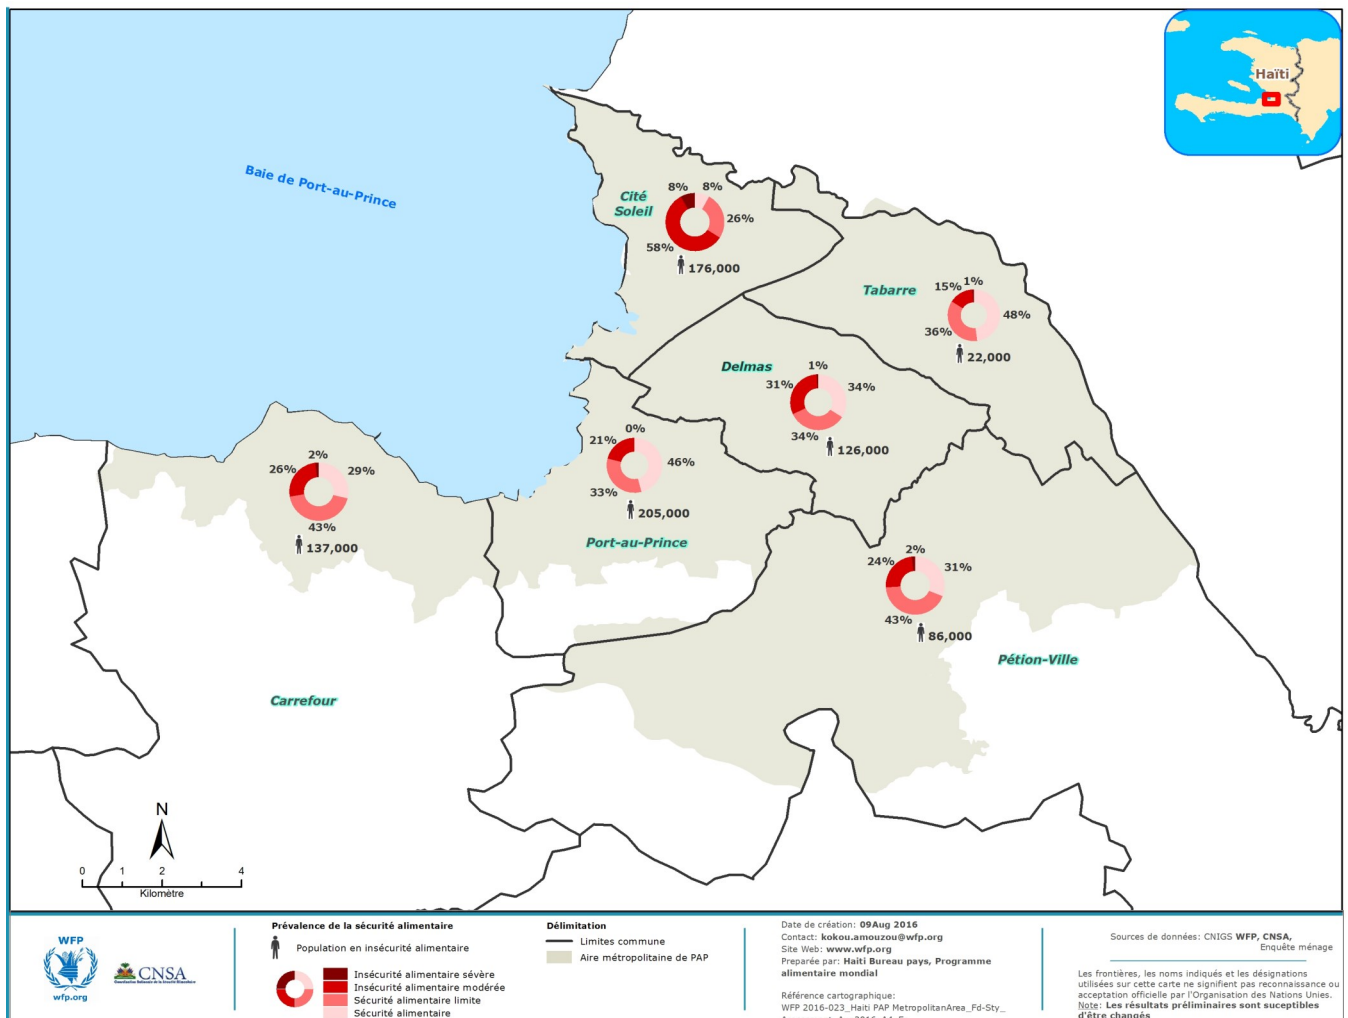 Haïti
Baie de Port-au-Prince
Cité
Soleil
8%
8%
26%
58%
176,000
Tabarre
15%
1%
48%
36%
22,000
Delmas
1%
31%
34%
34%
126,000
0%
21%
46%
33%
205,000
Port-au-Prince
2%
26%
29%
43%
137,000
Carrefour
2%
24%
31%
43%
86,000
Pétion-Ville
N
0 1 2 4
Kilomètre
WFP
wfp.org
CNSA
Prévalence de la sécurité alimentaire
Population en insécurité alimentaire
Insécurité alimentaire sévère
Insécurité alimentaire modérée
Sécurité alimentaire limite
Sécurité alimentaire
Délimitation
Limites commune
Aire métropolitaine de PAP
Date de création: 09Aug 2016
Contact: kokou.amouzou@wfp.org
Site Web: www.wfp.org
Preparée par: Haiti Bureau pays, Programme
alimentaire mondial
Référence cartographique:
WFP 2016-023_Haiti PAP MetropolitanArea_Fd-Sty_
Sources de données: CNIGS WFP, CNSA,
Enquête ménage
Les frontières, les noms indiqués et les désignations
utilisées sur cette carte ne signifient pas reconnaissance ou
acceptation officielle par l'Organisation des Nations Unies.
Note: Les résultats préliminaires sont suceptibles
d'être changés